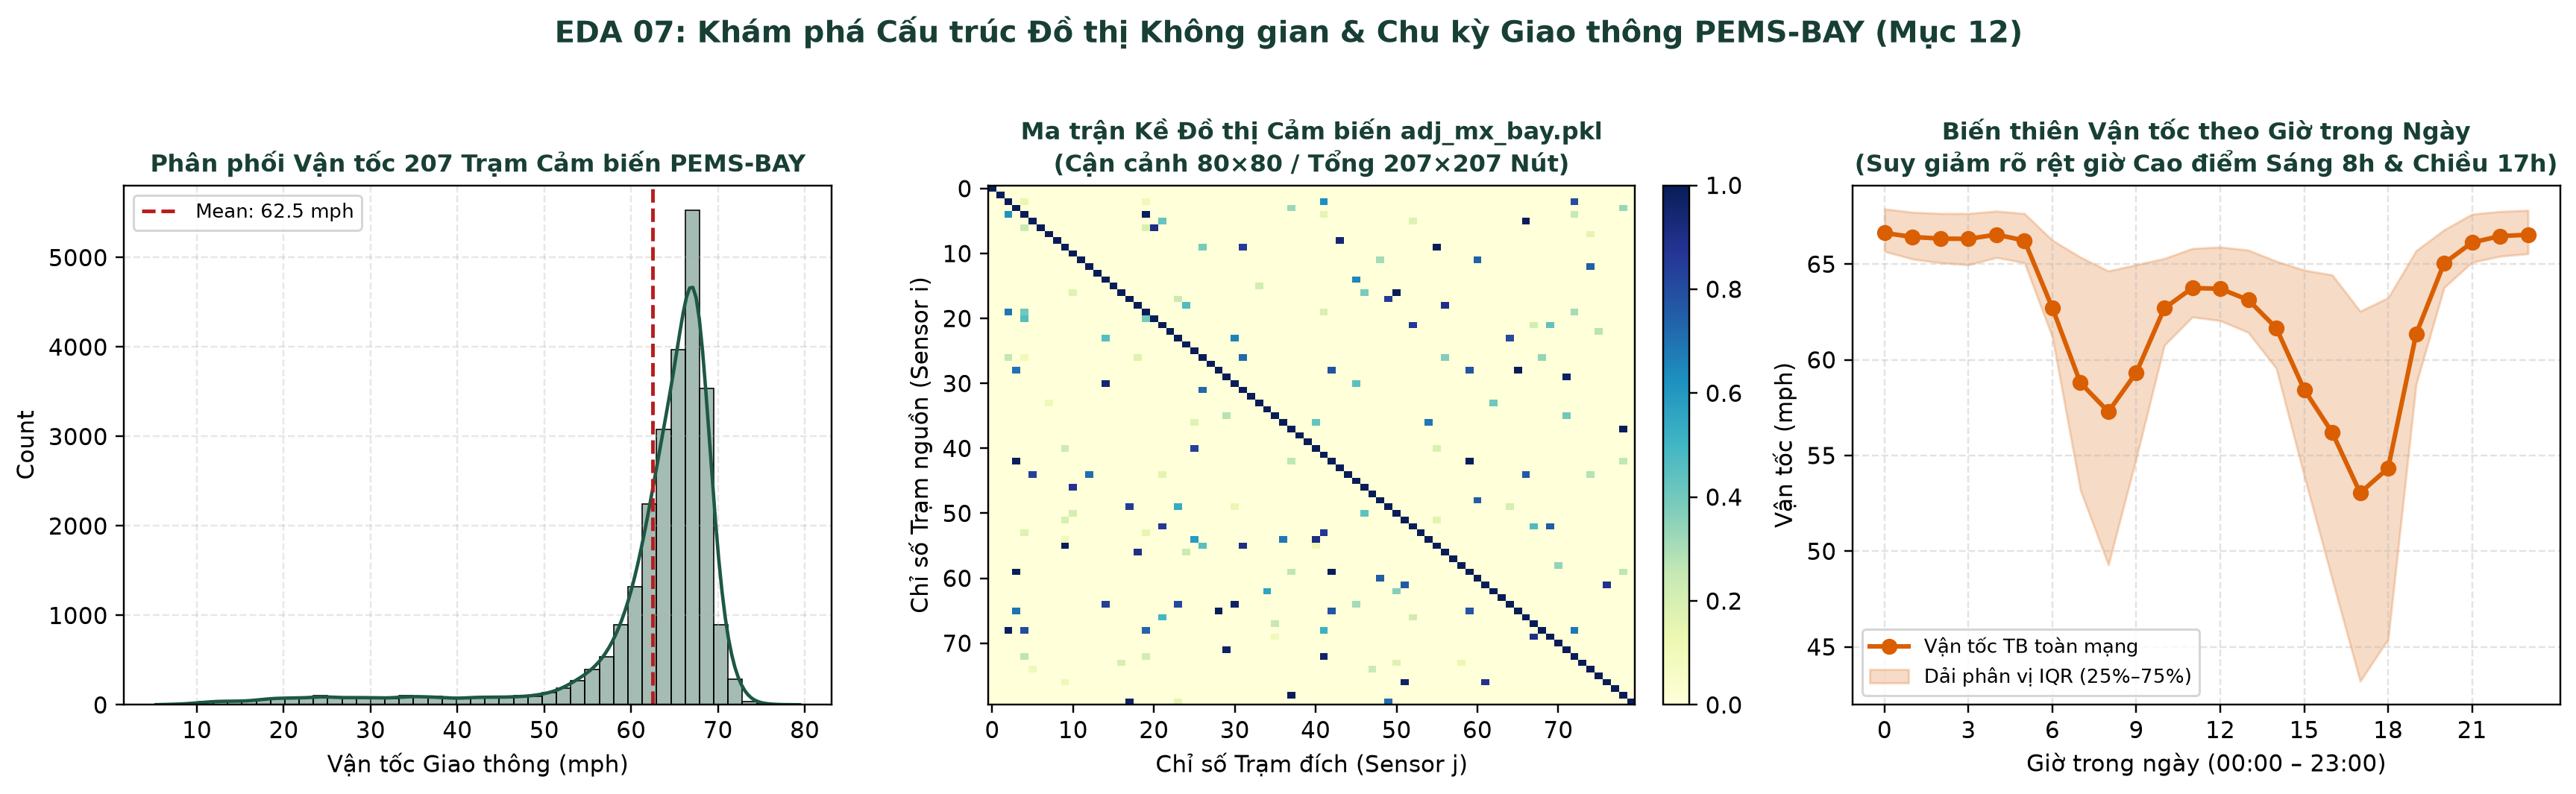 EDA 07: Khám phá Cấu trúc Đồ thị Không gian & Chu kỳ Giao thông PEMS-BAY (Mục 12)
Phân phối Vận tốc 207 Trạm Cảm biến PEMS-BAY
Mean: 62.5 mph
Count
0
1000
2000
3000
4000
5000
10 20 30 40 50 60 70 80
Vận tốc Giao thông (mph)
Ma trận Kề Đồ thị Cảm biến adj_mx_bay.pkl
(Cận cảnh 80×80 / Tổng 207×207 Nút)
Chỉ số Trạm nguồn (Sensor i)
0
10
20
30
40
50
60
70
0 10 20 30 40 50 60 70
Chỉ số Trạm đích (Sensor j)
1.0
0.8
0.6
0.4
0.2
0.0
Biến thiên Vận tốc theo Giờ trong Ngày
(Suy giảm rõ rệt giờ Cao điểm Sáng 8h & Chiều 17h)
Vận tốc (mph)
65
60
55
50
45
Vận tốc TB toàn mạng
Dải phân vị IQR (25%–75%)
0 3 6 9 12 15 18 21
Giờ trong ngày (00:00 – 23:00)